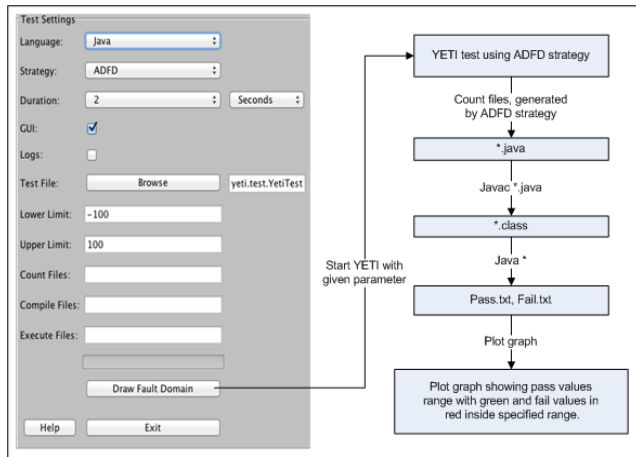 Test Settings
Language: Java
Strategy: ADFD
Duration: 2 Seconds
GUI:
Logs:
Test File: Browse yeti.test.YetiTest
Lower Limit: -100
Upper Limit: 100
Count Files:
Compile Files:
Execute Files:
Draw Fault Domain
Help Exit
Start YETI with
given parameter
YETI test using ADFD strategy
Count files, generated
by ADFD strategy
*.java
Javac *.java
*.class
Java *
Pass.txt, Fail.txt
Plot graph
Plot graph showing pass values
range with green and fail values in
red inside specified range.